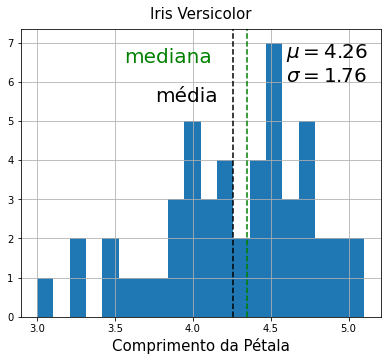 Iris Versicolor
mediana
média
μ = 4.26
σ = 1.76
7
6
5
4
3
2
1
0
3.0 3.5 4.0 4.5 5.0
Comprimento da Pétala